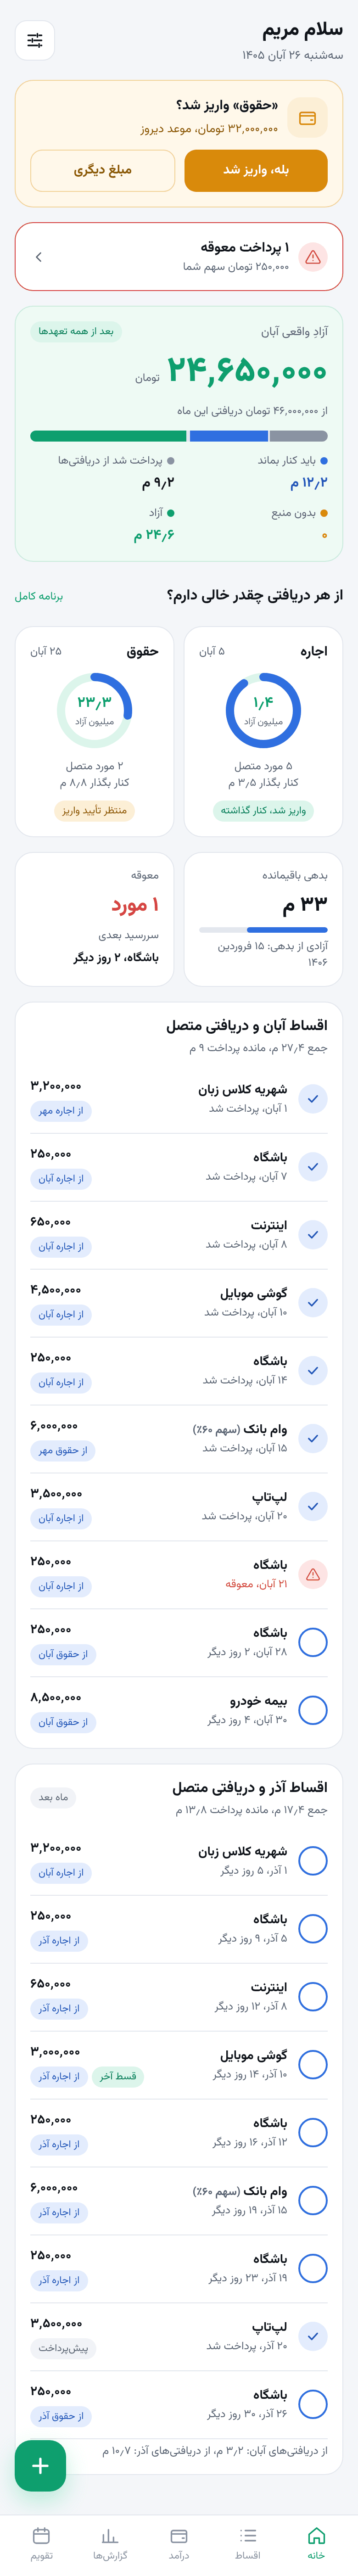 سلام مریم
سه‌شنبه ۲۶ آبان ۱۴۰۵
«حقوق» واریز شد؟
۳۲,۰۰۰,۰۰۰ تومان، موعد دیروز
بله، واریز شد
مبلغ دیگری
۱ پرداخت معوقه
۲۵۰,۰۰۰ تومان سهم شما
آزاد واقعی آبان
بعد از همه تعهدها
۲۴,۶۵۰,۰۰۰ تومان
از ۴۶,۰۰۰,۰۰۰ تومان دریافتی این ماه
باید کنار بماند
پرداخت شد از دریافتی‌ها
۱۲٫۲ م
۹٫۲ م
بدون منبع
آزاد
۰
۲۴٫۶ م
از هر دریافتی چقدر خالی دارم؟
برنامه کامل
اجاره
۵ آبان
۱٫۴
میلیون آزاد
۵ مورد متصل
کنار بگذار ۳٫۵ م
واریز شد، کنار گذاشته
حقوق
۲۵ آبان
۲۳٫۳
میلیون آزاد
۲ مورد متصل
کنار بگذار ۸٫۸ م
منتظر تأیید واریز
بدهی باقیمانده
۳۳ م
آزادی از بدهی: ۱۵ فروردین
۱۴۰۶
معوقه
۱ مورد
سررسید بعدی
باشگاه، ۲ روز دیگر
اقساط آبان و دریافتی متصل
جمع ۲۷٫۴ م، مانده پرداخت ۹ م
شهریه کلاس زبان
۳,۲۰۰,۰۰۰
۱ آبان، پرداخت شد
از اجاره مهر
باشگاه
۲۵۰,۰۰۰
۷ آبان، پرداخت شد
از اجاره آبان
اینترنت
۶۵۰,۰۰۰
۸ آبان، پرداخت شد
از اجاره آبان
گوشی موبایل
۴,۵۰۰,۰۰۰
۱۰ آبان، پرداخت شد
از اجاره آبان
باشگاه
۲۵۰,۰۰۰
۱۴ آبان، پرداخت شد
از اجاره آبان
وام بانک (سهم ۶۰٪)
۶,۰۰۰,۰۰۰
۱۵ آبان، پرداخت شد
از حقوق مهر
لپ‌تاپ
۳,۵۰۰,۰۰۰
۲۰ آبان، پرداخت شد
از اجاره آبان
باشگاه
۲۵۰,۰۰۰
۲۱ آبان، معوقه
از اجاره آبان
باشگاه
۲۵۰,۰۰۰
۲۸ آبان، ۲ روز دیگر
از حقوق آبان
بیمه خودرو
۸,۵۰۰,۰۰۰
۳۰ آبان، ۴ روز دیگر
از حقوق آبان
اقساط آذر و دریافتی متصل
ماه بعد
جمع ۱۷٫۴ م، مانده پرداخت ۱۳٫۸ م
شهریه کلاس زبان
۳,۲۰۰,۰۰۰
۱ آذر، ۵ روز دیگر
از اجاره آبان
باشگاه
۲۵۰,۰۰۰
۵ آذر، ۹ روز دیگر
از اجاره آذر
اینترنت
۶۵۰,۰۰۰
۸ آذر، ۱۲ روز دیگر
از اجاره آذر
گوشی موبایل
۳,۰۰۰,۰۰۰
۱۰ آذر، ۱۴ روز دیگر
قسط آخر
از اجاره آذر
باشگاه
۲۵۰,۰۰۰
۱۲ آذر، ۱۶ روز دیگر
از اجاره آذر
وام بانک (سهم ۶۰٪)
۶,۰۰۰,۰۰۰
۱۵ آذر، ۱۹ روز دیگر
از اجاره آذر
باشگاه
۲۵۰,۰۰۰
۱۹ آذر، ۲۳ روز دیگر
از اجاره آذر
لپ‌تاپ
۳,۵۰۰,۰۰۰
۲۰ آذر، پرداخت شد
پیش‌پرداخت
باشگاه
۲۵۰,۰۰۰
۲۶ آذر، ۳۰ روز دیگر
از حقوق آذر
از دریافتی‌های آبان: ۳٫۲ م، از دریافتی‌های آذر: ۱۰٫۷ م
خانه
اقساط
درآمد
گزارش‌ها
تقویم